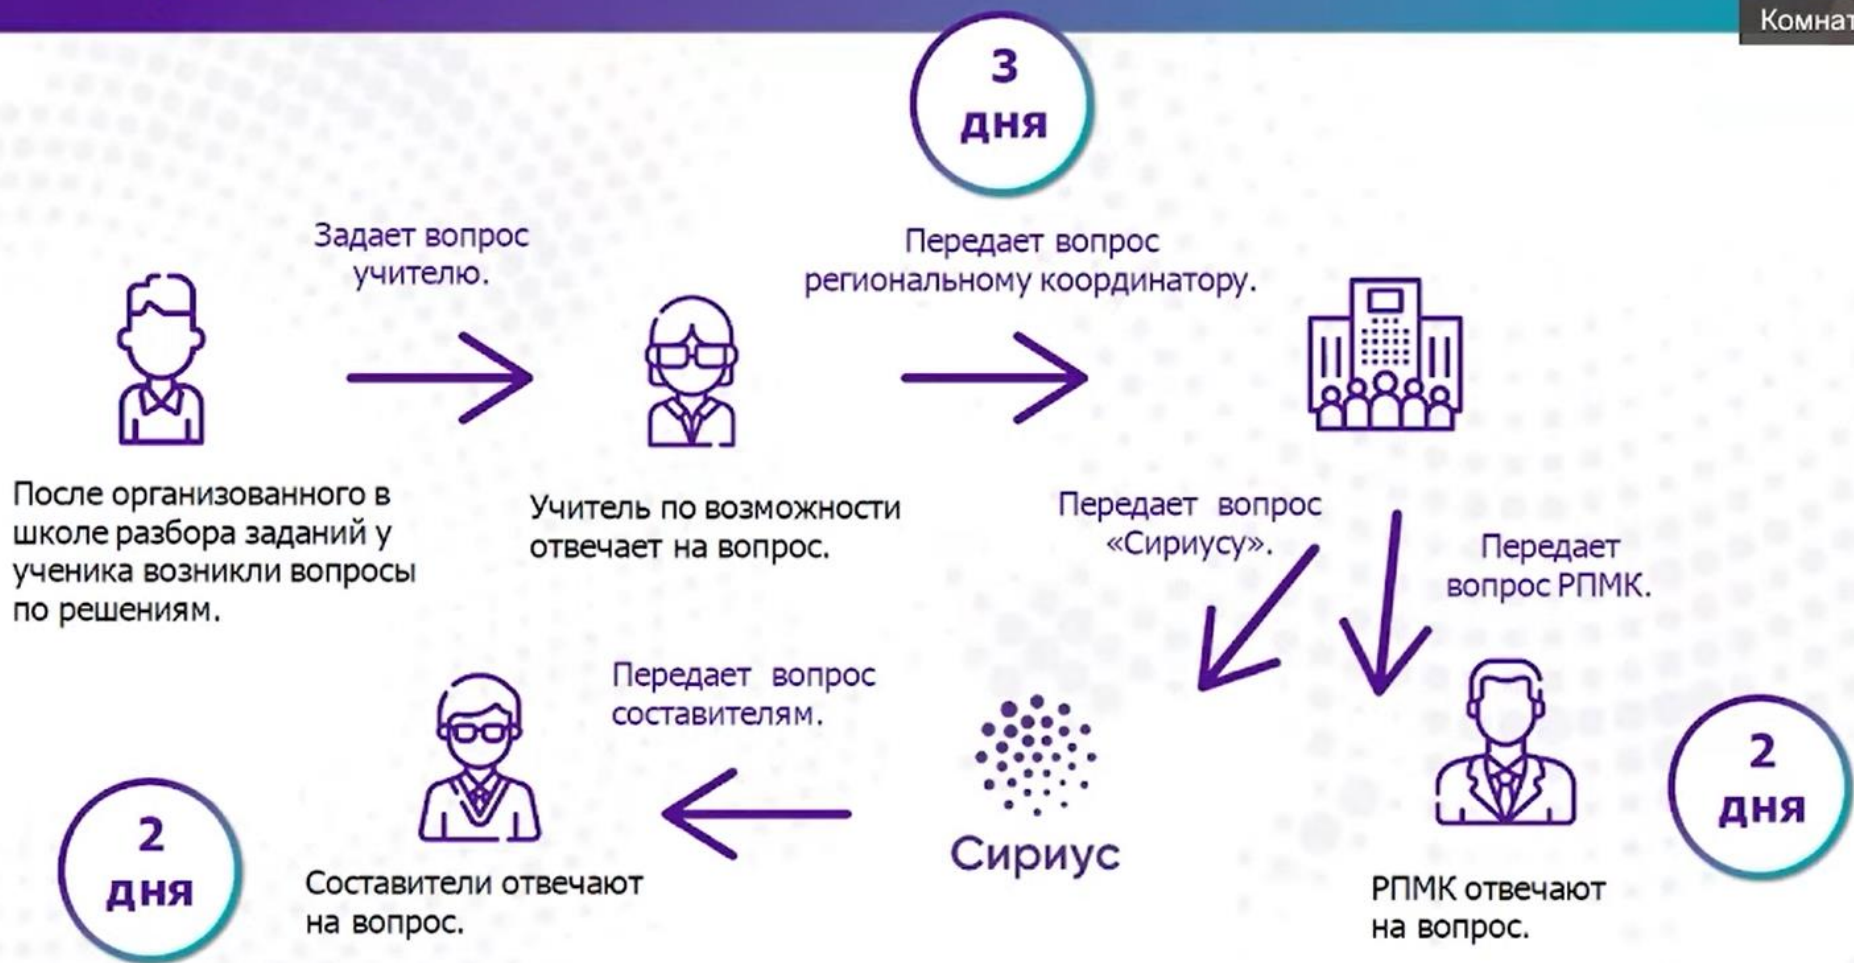 Комнат
3
дня
Задает вопрос
учителю.
Передает вопрос
региональному координатору.
После организованного в
школе разбора заданий у
ученика возникли вопросы
по решениям.
Учитель по возможности
отвечает на вопрос.
Передает вопрос
«Сириусу».
Передает
вопрос РПМК.
Передает вопрос
составителям.
2
дня
Составители отвечают
на вопрос.
Сириус
РПМК отвечают
на вопрос.
2
дня